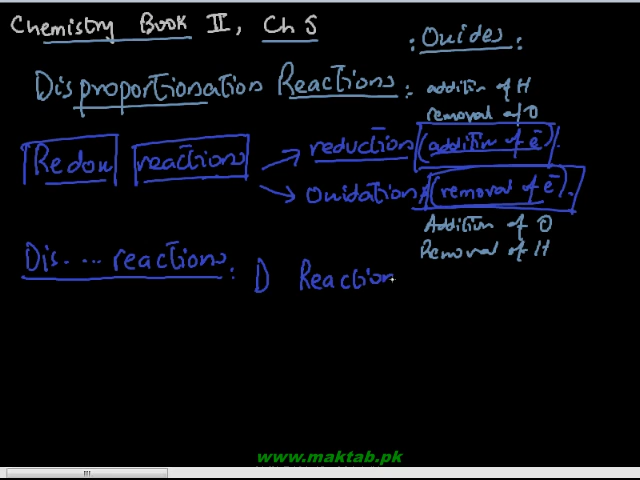 Chemistry Book II, Ch 5
: Oxides :
Disproportionation Reactions :
addition of H
removal of O
Redox reactions
reduction (addition of e-)
Oxidation (removal of e-).
Addition of O
Removal of H
Dis.... reactions : D Reaction
www.maktab.pk